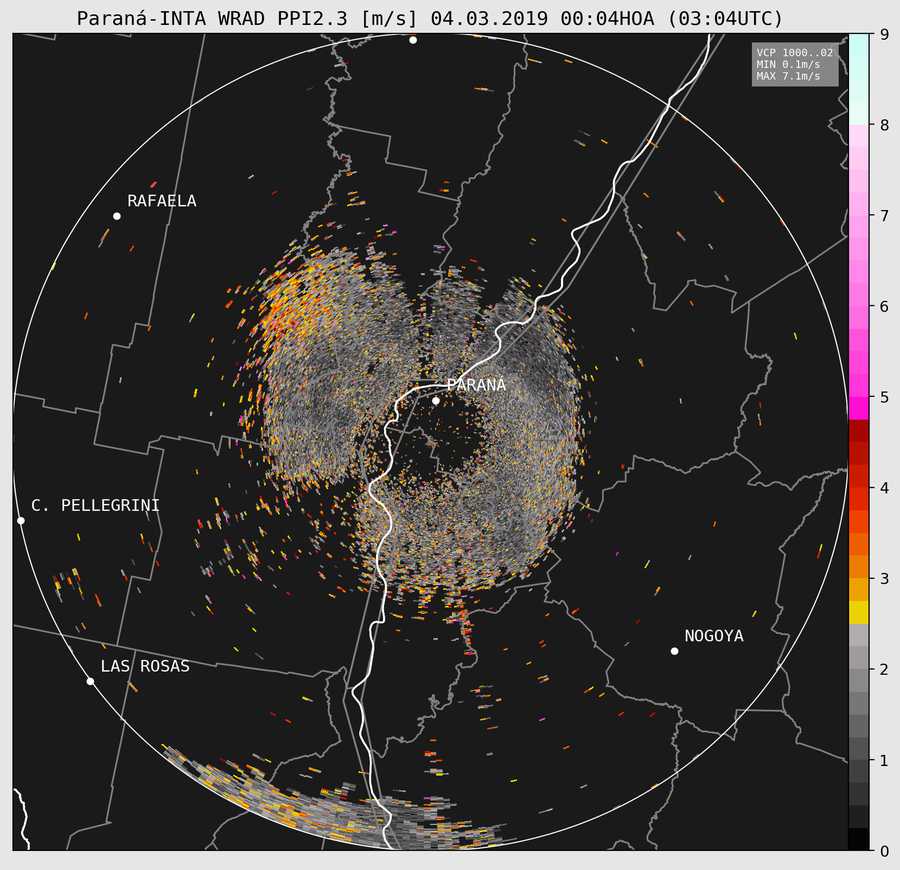 Paraná-INTA WRAD PPI2.3 [m/s] 04.03.2019 00:04HOA (03:04UTC)
VCP 1000..02
MIN 0.1m/s
MAX 7.1m/s
RAFAELA
PARANÁ
C. PELLEGRINI
NOGOYA
LAS ROSAS
9
8
7
6
5
4
3
2
1
0